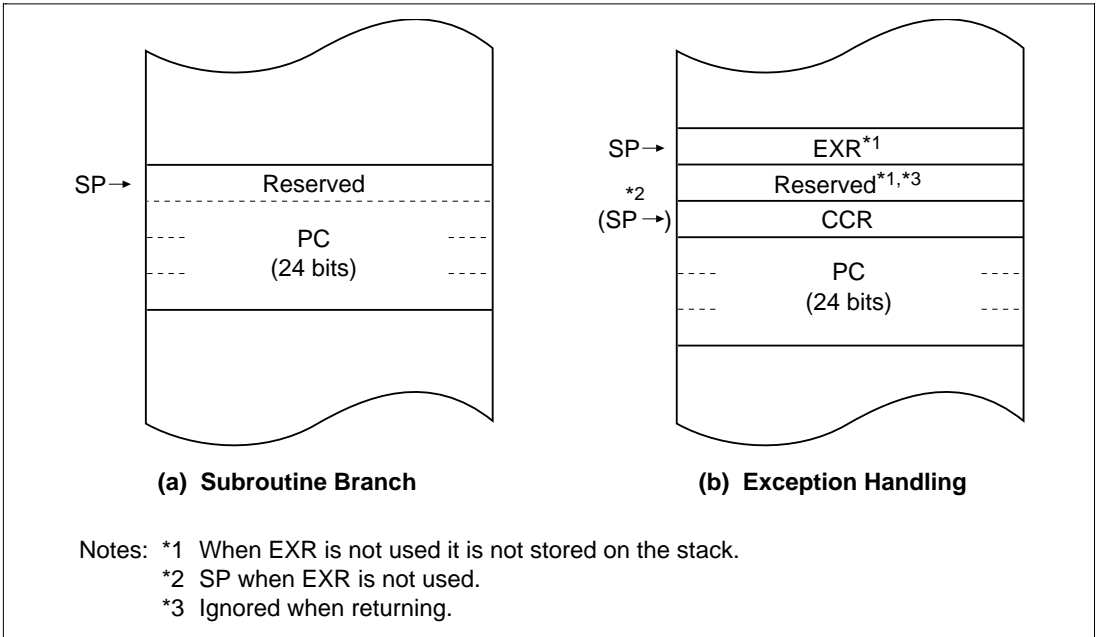 SP→
Reserved
PC
(24 bits)
(a) Subroutine Branch
SP→
EXR*1
Reserved*1,*3
*2
(SP→)
CCR
PC
(24 bits)
(b) Exception Handling
Notes: *1 When EXR is not used it is not stored on the stack.
*2 SP when EXR is not used.
*3 Ignored when returning.